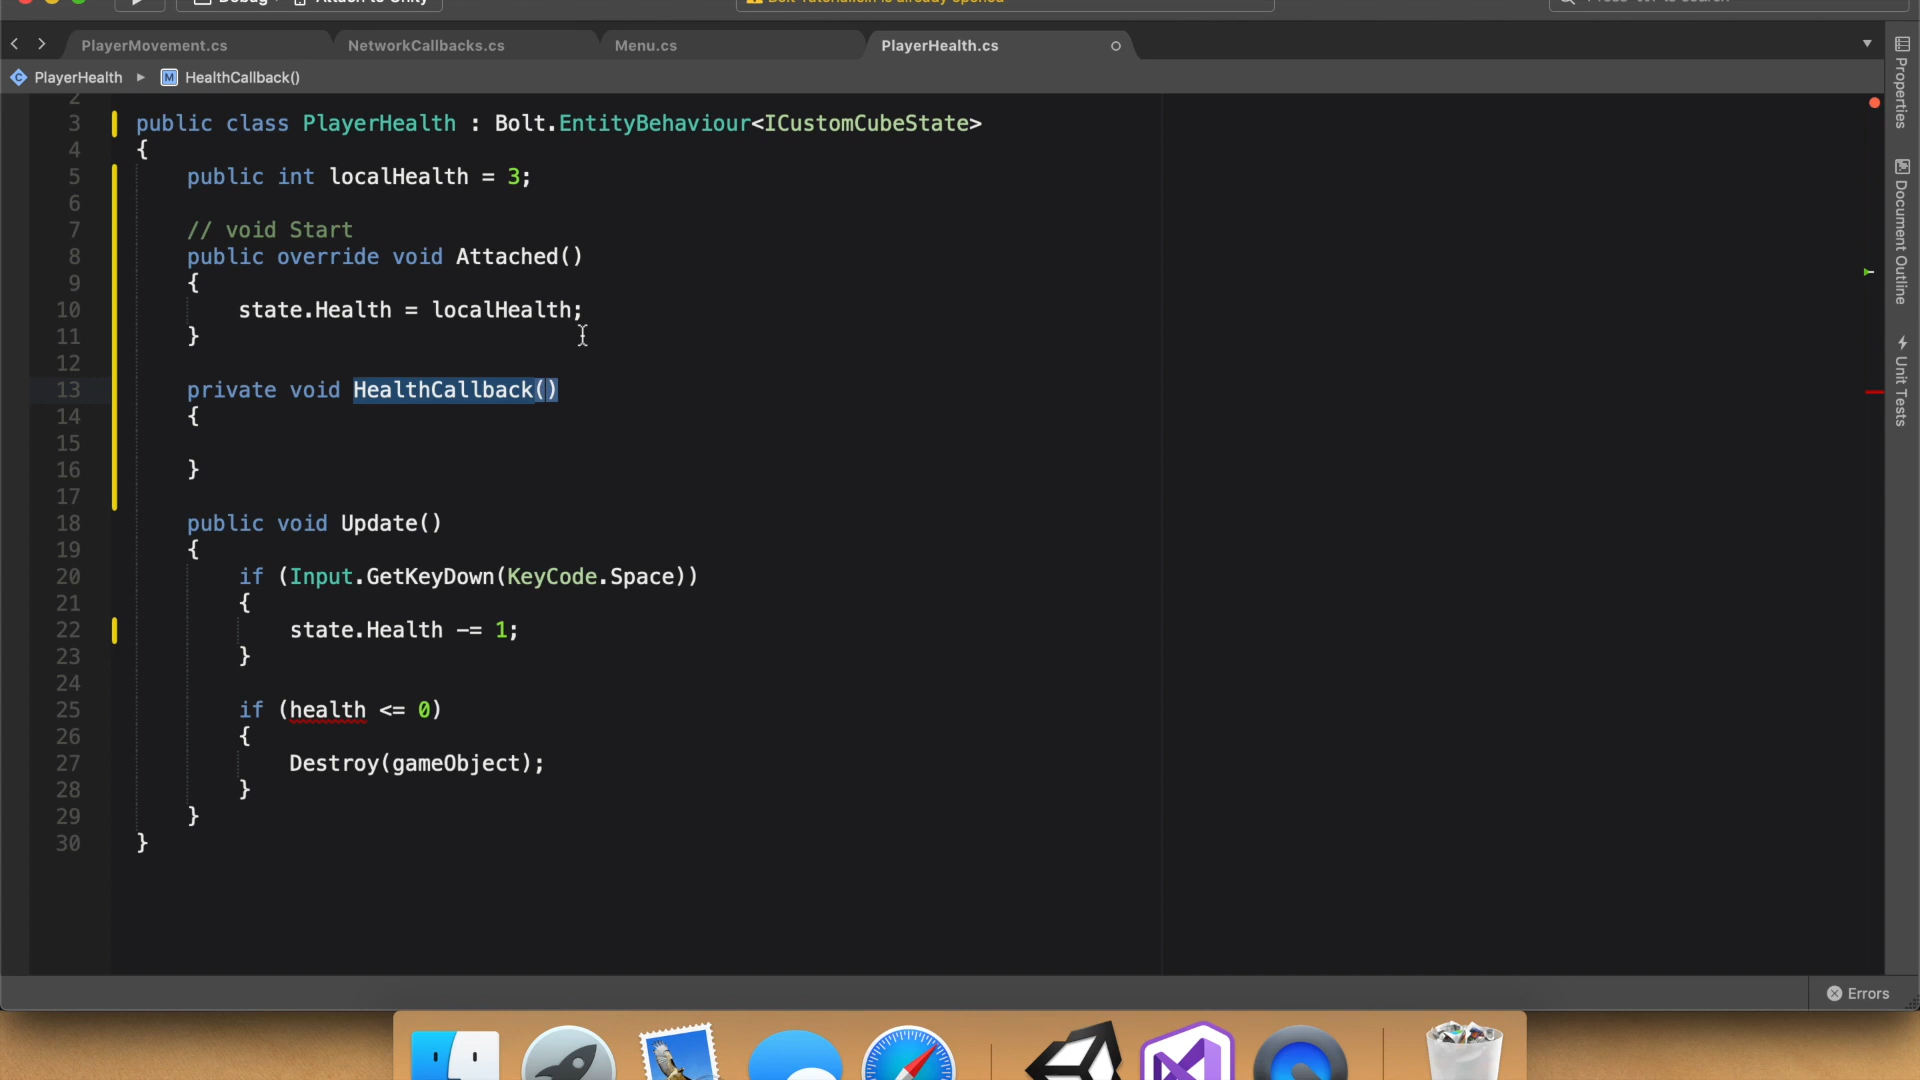 PlayerMovement.cs
NetworkCallbacks.cs
Menu.cs
PlayerHealth.cs
PlayerHealth
M HealthCallback()
2
3 public class PlayerHealth : Bolt.EntityBehaviour<ICustomCubeState>
4 {
5 public int localHealth = 3;
6
7 // void Start
8 public override void Attached()
9 {
10 state.Health = localHealth;
11 }
12
13 private void HealthCallback()
14 {
15
16 }
17
18 public void Update()
19 {
20 if (Input.GetKeyDown(KeyCode.Space))
21 {
22 state.Health -= 1;
23 }
24
25 if (health <= 0)
26 {
27 Destroy(gameObject);
28 }
29 }
30 }
Properties
Document Outline
Unit Tests
Errors